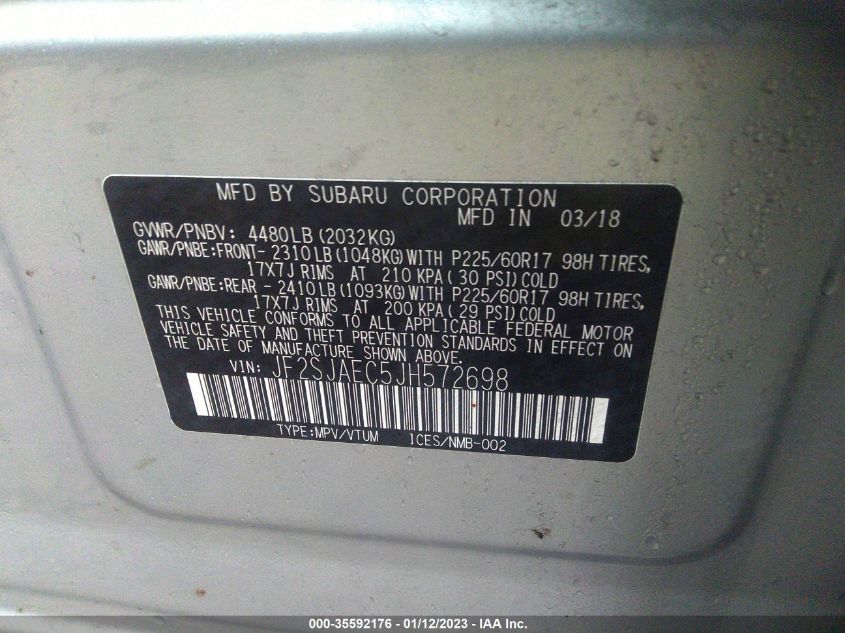 MFD BY SUBARU CORPORATION
MFD IN 03/18
GVWR/PNBV: 4480LB(2032KG)
GAWR/PNBE:FRONT- 2310LB(1048KG)WITH P225/60R17 98H TIRES,
17X7J RIMS AT 210 KPA( 30 PSI)COLD
GAWR/PNBE:REAR - 2410LB(1093KG)WITH P225/60R17 98H TIRES,
17X7J RIMS AT 200 KPA( 29 PSI)COLD
THIS VEHICLE CONFORMS TO ALL APPLICABLE FEDERAL MOTOR
VEHICLE SAFETY AND THEFT PREVENTION STANDARDS IN EFFECT ON
THE DATE OF MANUFACTURE SHOWN ABOVE.
VIN: JF2SJAEC5JH572698
TYPE:MPV/VTUM ICES/NMB-002
000-35592176 - 01/12/2023 - IAA Inc.